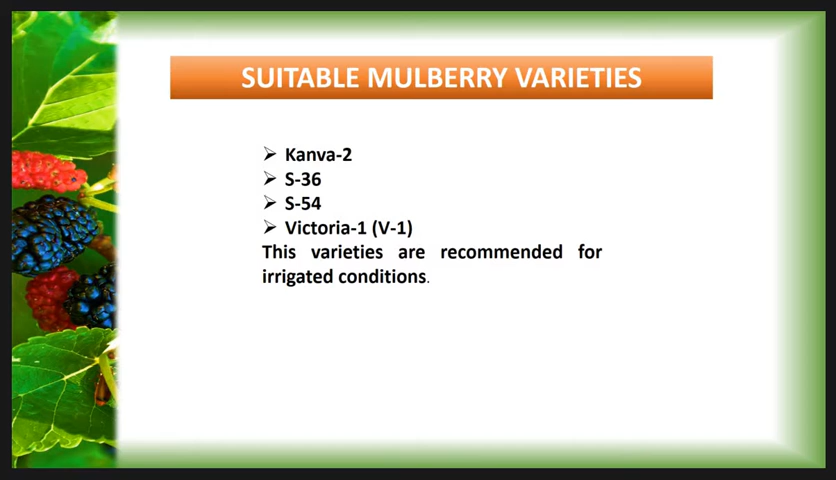 SUITABLE MULBERRY VARIETIES
➢ Kanva-2
➢ S-36
➢ S-54
➢ Victoria-1 (V-1)
This varieties are recommended for
irrigated conditions.